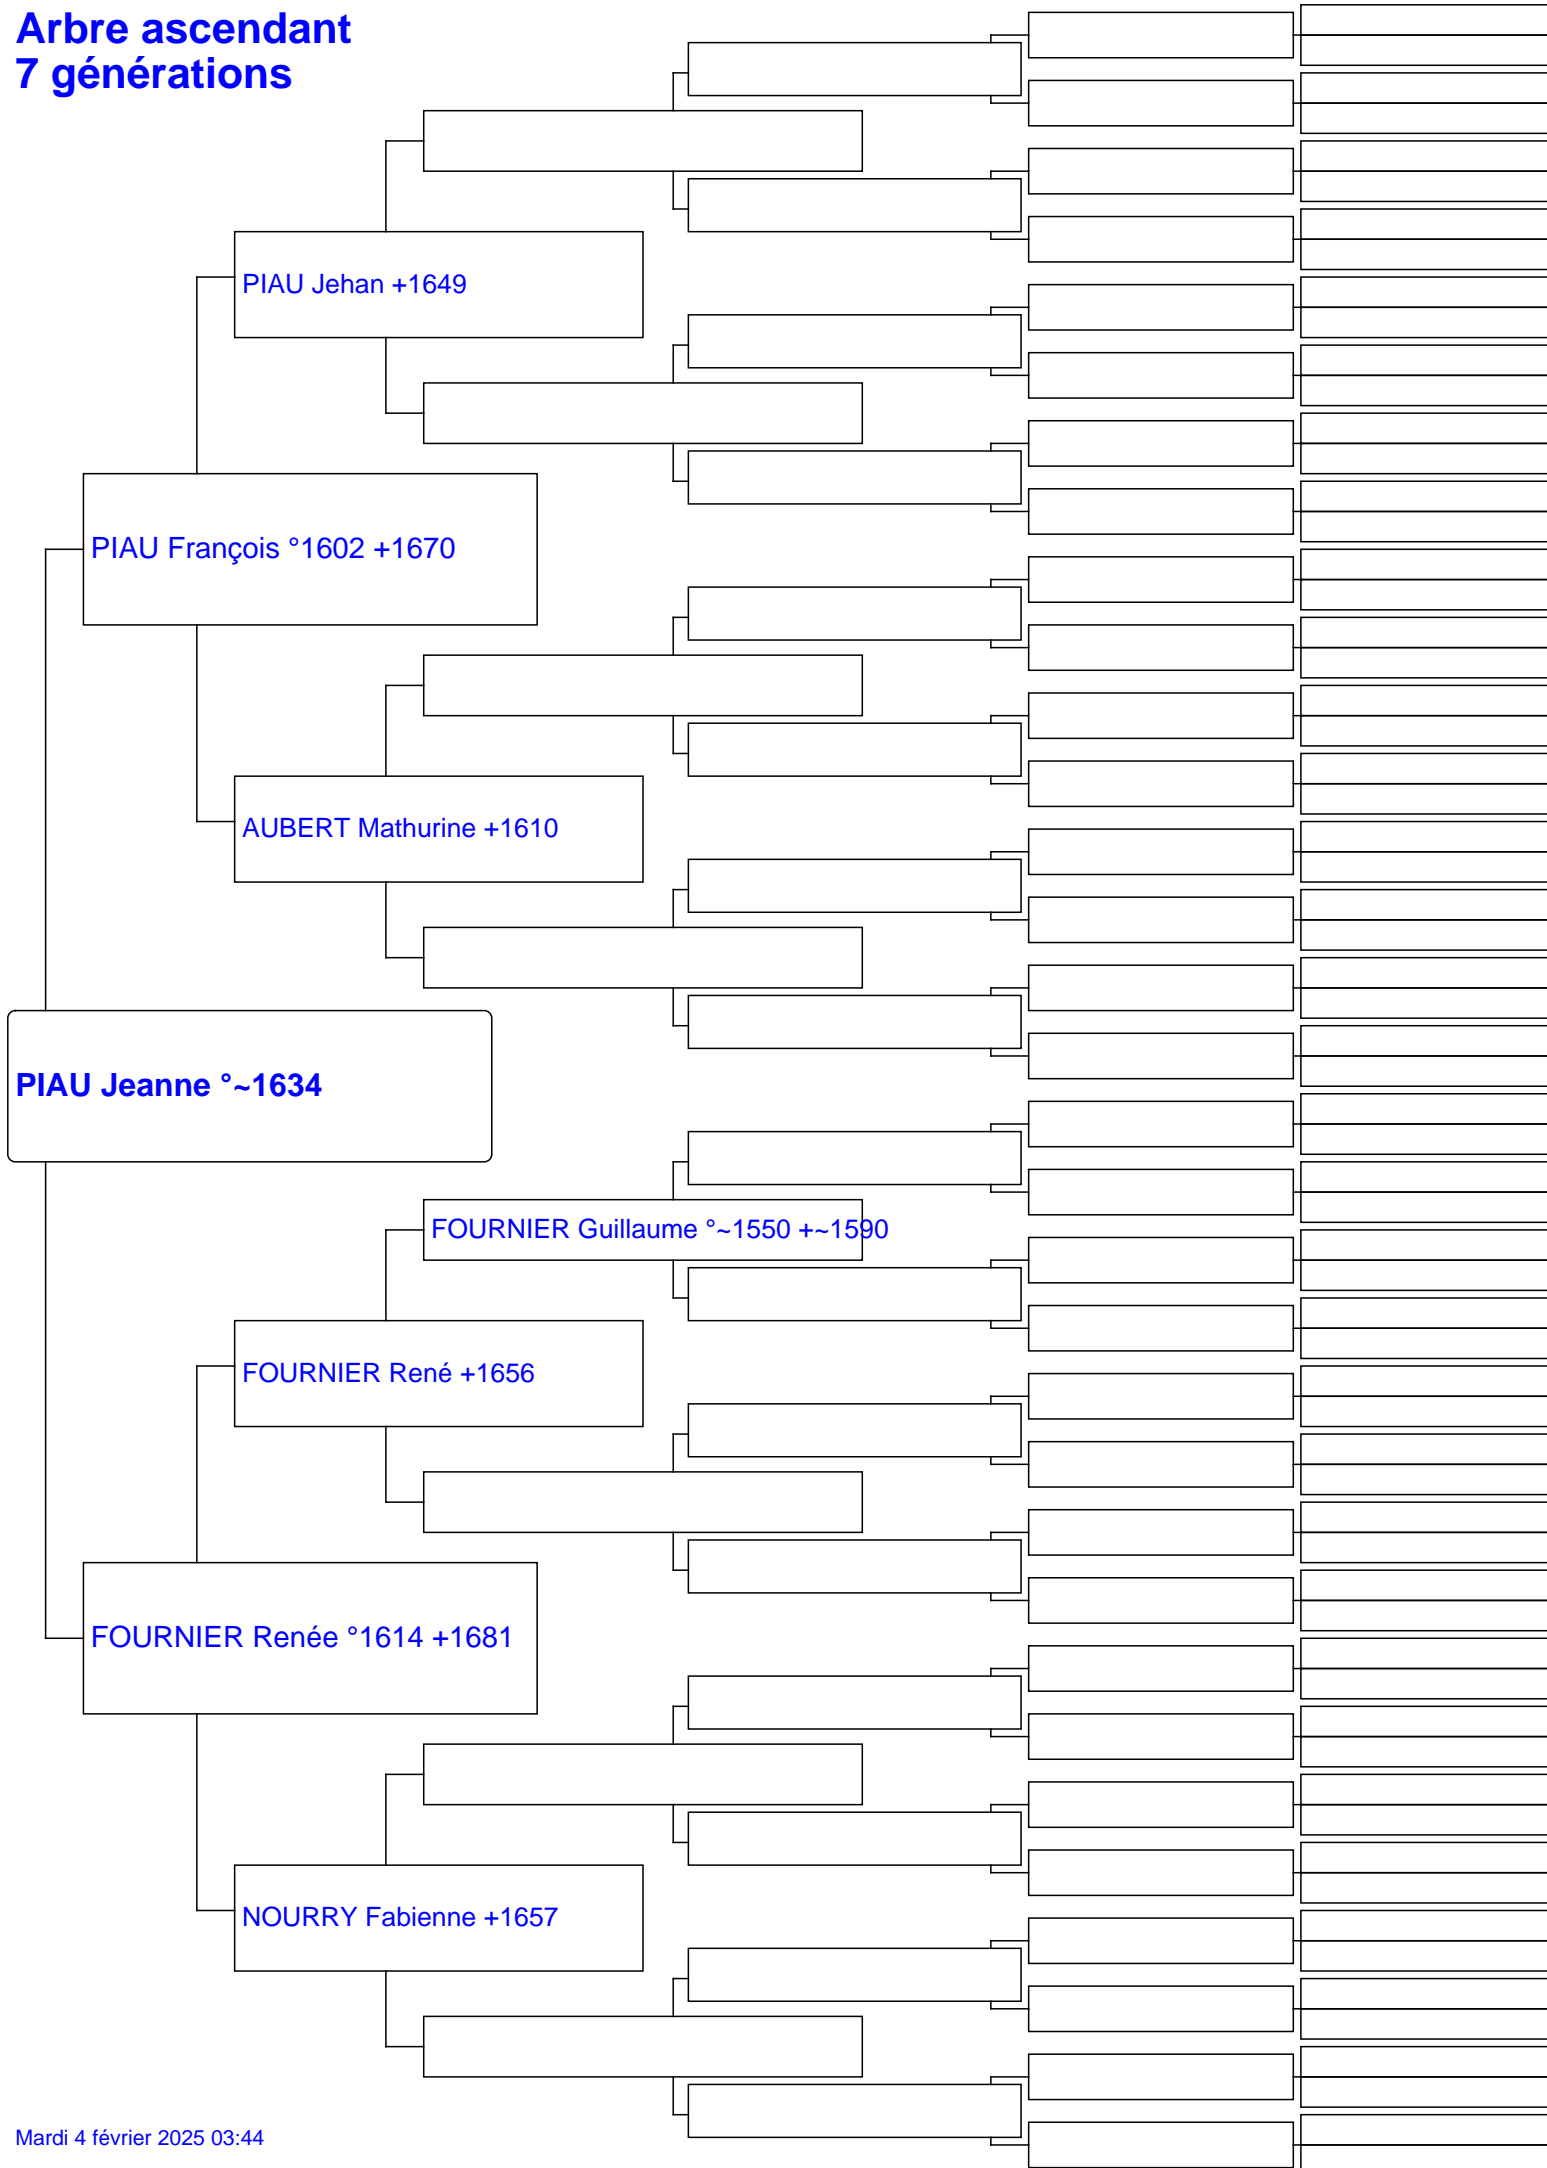 Arbre ascendant
7 générations
PIAU Jehan +1649
PIAU François °1602 +1670
AUBERT Mathurine +1610
PIAU Jeanne °~1634
FOURNIER Guillaume °~1550 +~1590
FOURNIER René +1656
FOURNIER Renée °1614 +1681
NOURRY Fabienne +1657
Mardi 4 février 2025 03:44